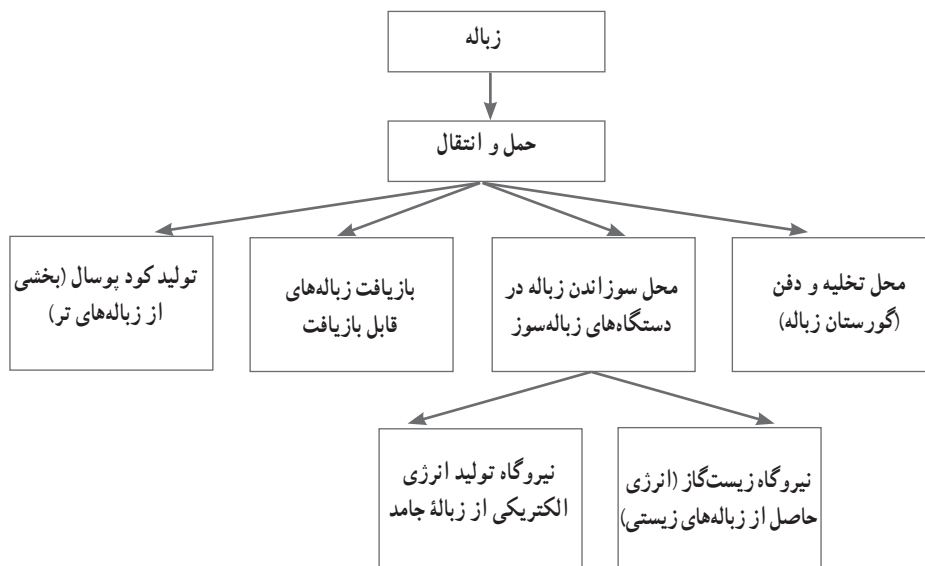 زباله
حمل و انتقال
محل تخلیه و دفن
(گورستان زباله)
محل سوزاندن زباله در
دستگاه‌های زباله‌سوز
بازیافت زباله‌های
قابل بازیافت
تولید کود پوسال (بخشی
از زباله‌های تر)
نیروگاه زیست‌گاز (انرژی
حاصل از زباله‌های زیستی)
نیروگاه تولید انرژی
الکتریکی از زبالهٔ جامد